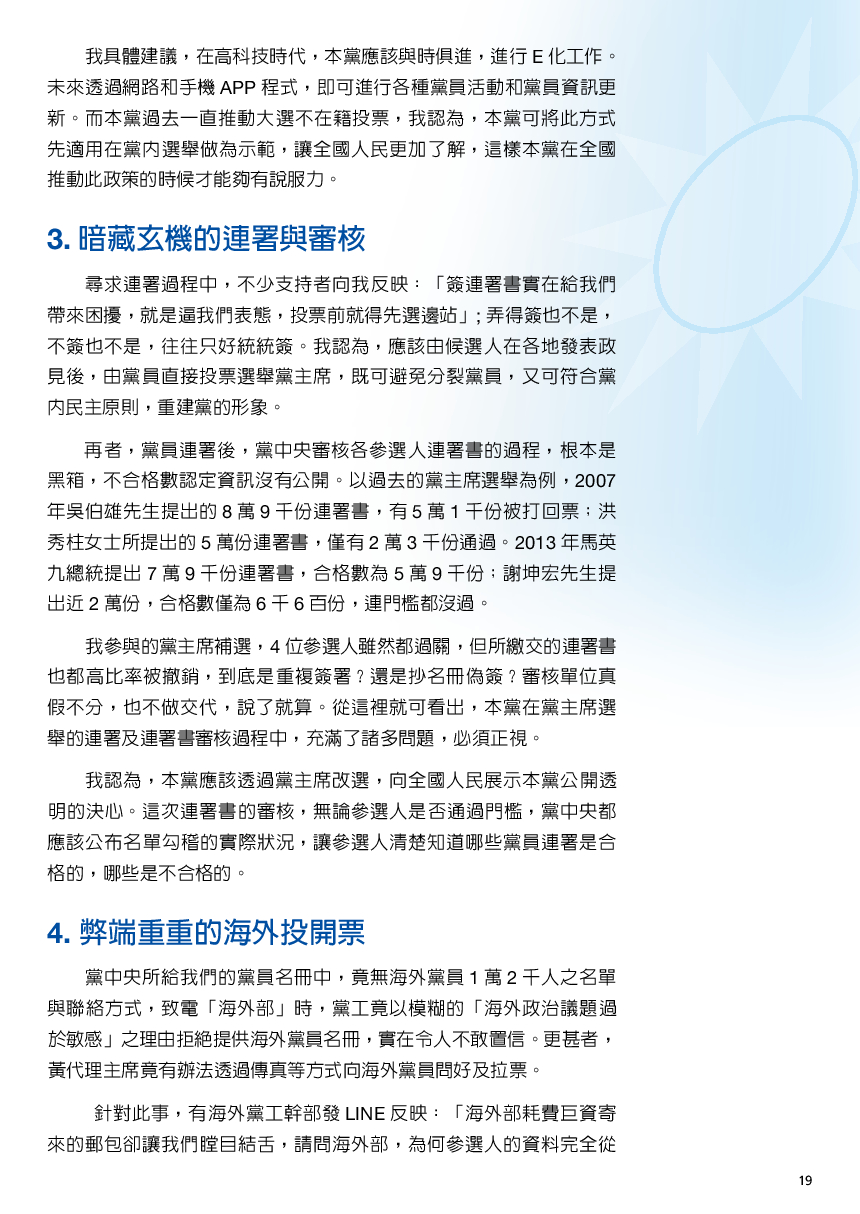 我具體建議，在高科技時代，本黨應該與時俱進，進行 E 化工作。
未來透過網路和手機 APP 程式，即可進行各種黨員活動和黨員資訊更
新。而本黨過去一直推動大選不在籍投票，我認為，本黨可將此方式
先適用在黨內選舉做為示範，讓全國人民更加了解，這樣本黨在全國
推動此政策的時候才能夠有說服力。
3. 暗藏玄機的連署與審核
尋求連署過程中，不少支持者向我反映：「簽連署書實在給我們
帶來困擾，就是逼我們表態，投票前就得先選邊站」; 弄得簽也不是，
不簽也不是，往往只好統統簽。我認為，應該由候選人在各地發表政
見後，由黨員直接投票選舉黨主席，既可避免分裂黨員，又可符合黨
內民主原則，重建黨的形象。
再者，黨員連署後，黨中央審核各參選人連署書的過程，根本是
黑箱，不合格數認定資訊沒有公開。以過去的黨主席選舉為例，2007
年吳伯雄先生提出的 8 萬 9 千份連署書，有 5 萬 1 千份被打回票；洪
秀柱女士所提出的 5 萬份連署書，僅有 2 萬 3 千份通過。2013 年馬英
九總統提出 7 萬 9 千份連署書，合格數為 5 萬 9 千份；謝坤宏先生提
出近 2 萬份，合格數僅為 6 千 6 百份，連門檻都沒過。
我參與的黨主席補選，4 位參選人雖然都過關，但所繳交的連署書
也都高比率被撤銷，到底是重複簽署？還是抄名冊偽簽？審核單位真
假不分，也不做交代，說了就算。從這裡就可看出，本黨在黨主席選
舉的連署及連署書審核過程中，充滿了諸多問題，必須正視。
我認為，本黨應該透過黨主席改選，向全國人民展示本黨公開透
明的決心。這次連署書的審核，無論參選人是否通過門檻，黨中央都
應該公布名單勾稽的實際狀況，讓參選人清楚知道哪些黨員連署是合
格的，哪些是不合格的。
4. 弊端重重的海外投開票
黨中央所給我們的黨員名冊中，竟無海外黨員 1 萬 2 千人之名單
與聯絡方式，致電「海外部」時，黨工竟以模糊的「海外政治議題過
於敏感」之理由拒絕提供海外黨員名冊，實在令人不敢置信。更甚者，
黃代理主席竟有辦法透過傳真等方式向海外黨員問好及拉票。
針對此事，有海外黨工幹部發 LINE 反映：「海外部耗費巨資寄
來的郵包卻讓我們瞠目結舌，請問海外部，為何參選人的資料完全從
19